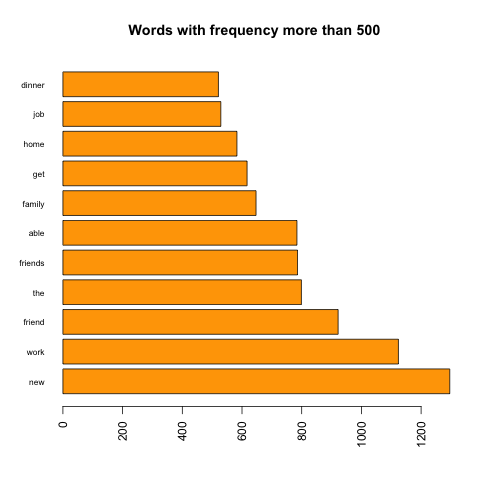 Words with frequency more than 500
dinner
job
home
get
family
able
friends
the
friend
work
new
0
200
400
600
800
1000
1200